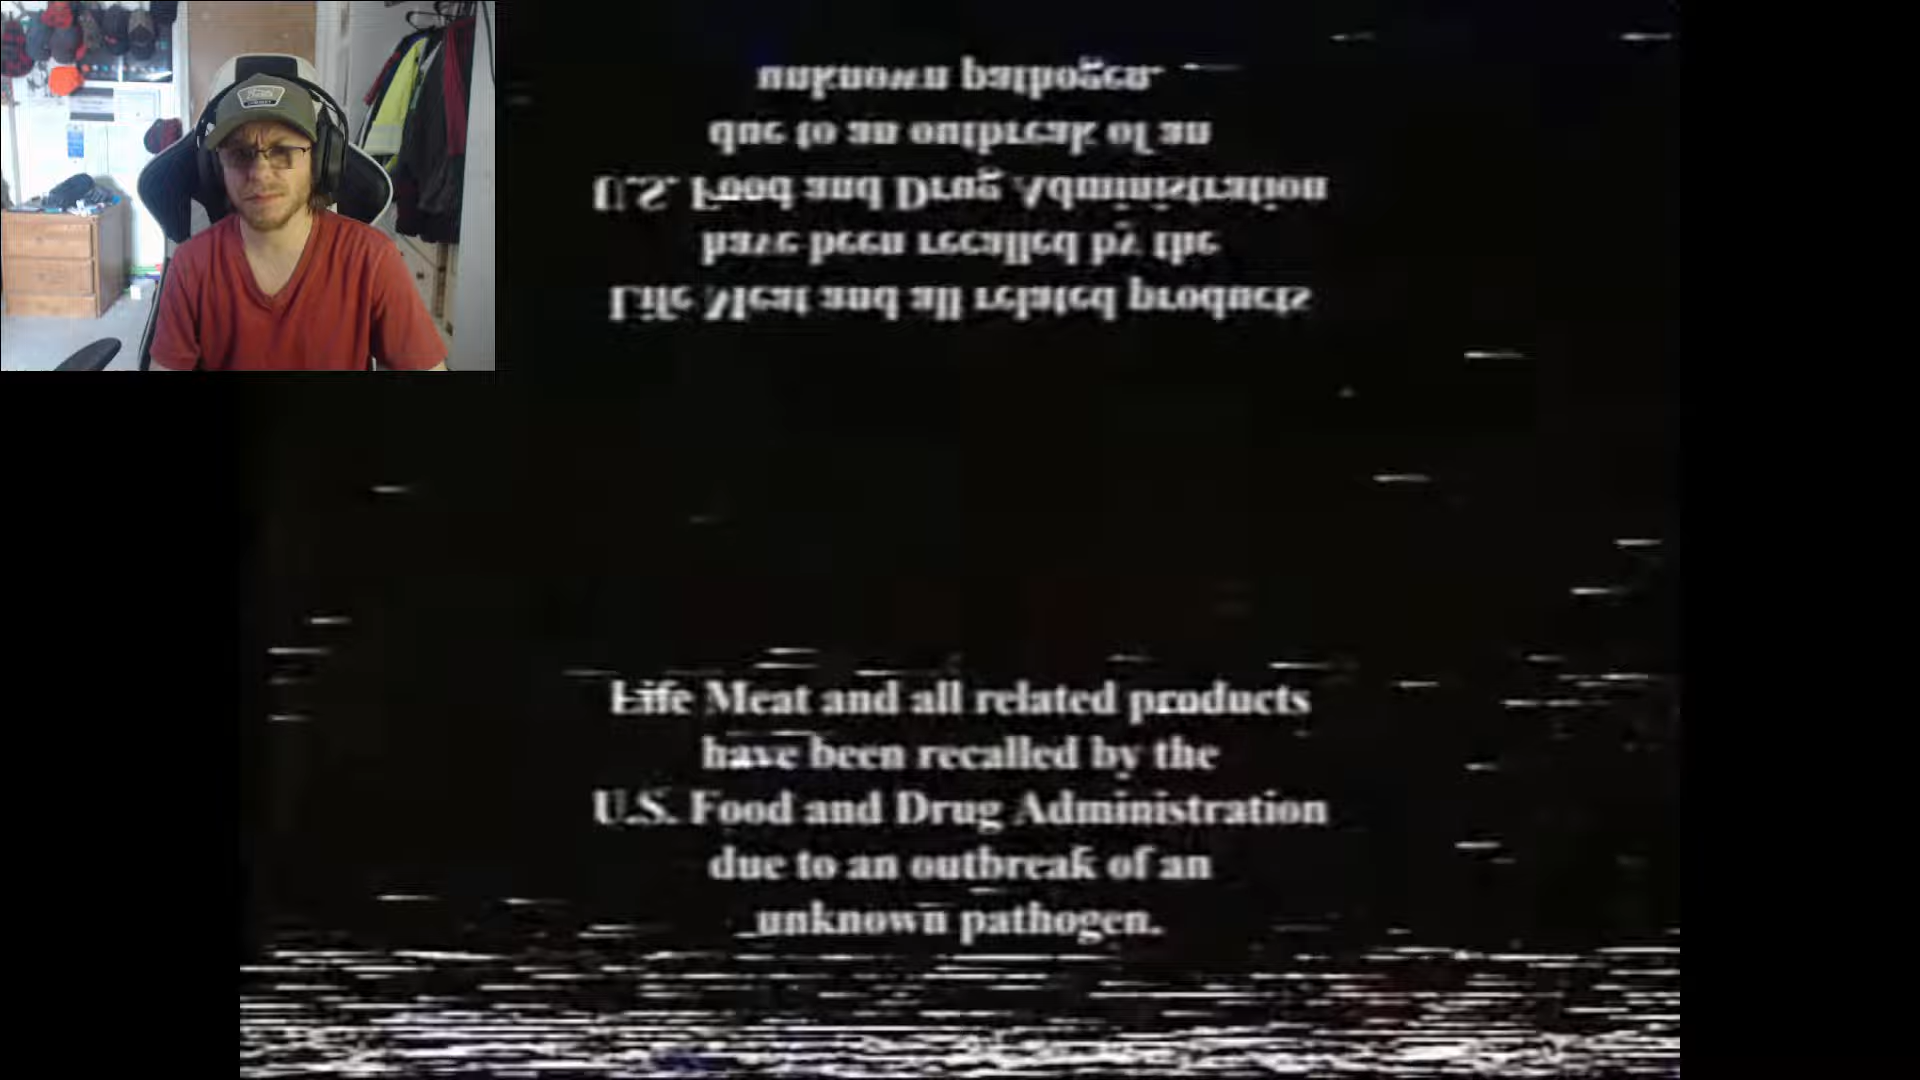 unknown pathogen.
due to an outbreak of an
U.S. Food and Drug Administration
have been recalled by the
Life Meat and all related products
Life Meat and all related products
have been recalled by the
U.S. Food and Drug Administration
due to an outbreak of an
unknown pathogen.